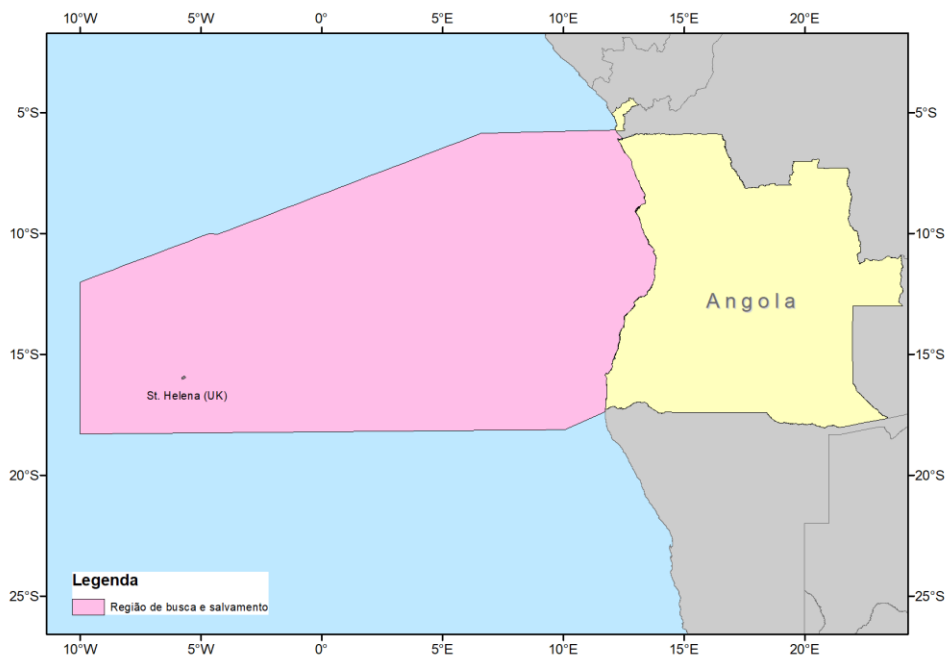 10°W 5°W 0° 5°E 10°E 15°E 20°E
5°S 5°S
10°S 10°S
Angola
15°S 15°S
St. Helena (UK)
20°S 20°S
Legenda
Região de busca e salvamento
25°S 25°S
10°W 5°W 0° 5°E 10°E 15°E 20°E